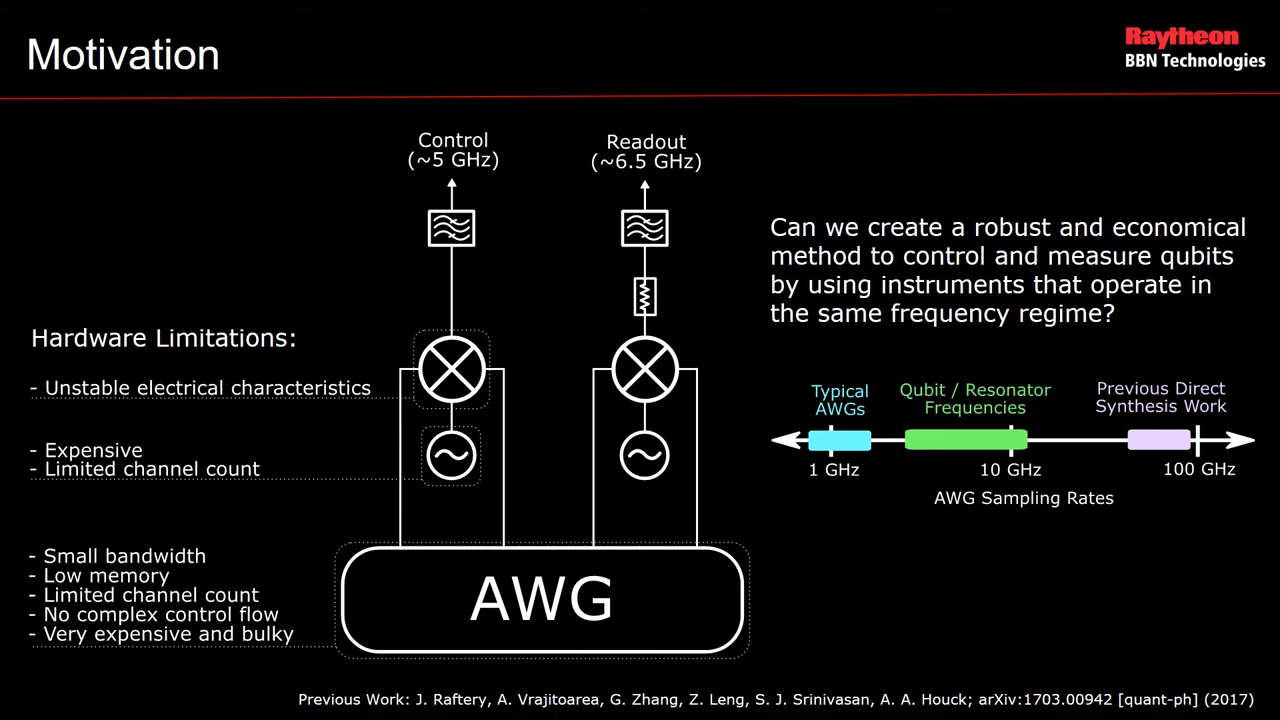 Motivation
Raytheon
BBN Technologies
Control
(~5 GHz)
Readout
(~6.5 GHz)
Can we create a robust and economical
method to control and measure qubits
by using instruments that operate in
the same frequency regime?
Hardware Limitations:
- Unstable electrical characteristics
- Expensive
- Limited channel count
- Small bandwidth
- Low memory
- Limited channel count
- No complex control flow
- Very expensive and bulky
AWG
Typical
AWGs
Qubit / Resonator
Frequencies
Previous Direct
Synthesis Work
1 GHz
10 GHz
100 GHz
AWG Sampling Rates
Previous Work: J. Raftery, A. Vrajitoarea, G. Zhang, Z. Leng, S. J. Srinivasan, A. A. Houck; arXiv:1703.00942 [quant-ph] (2017)